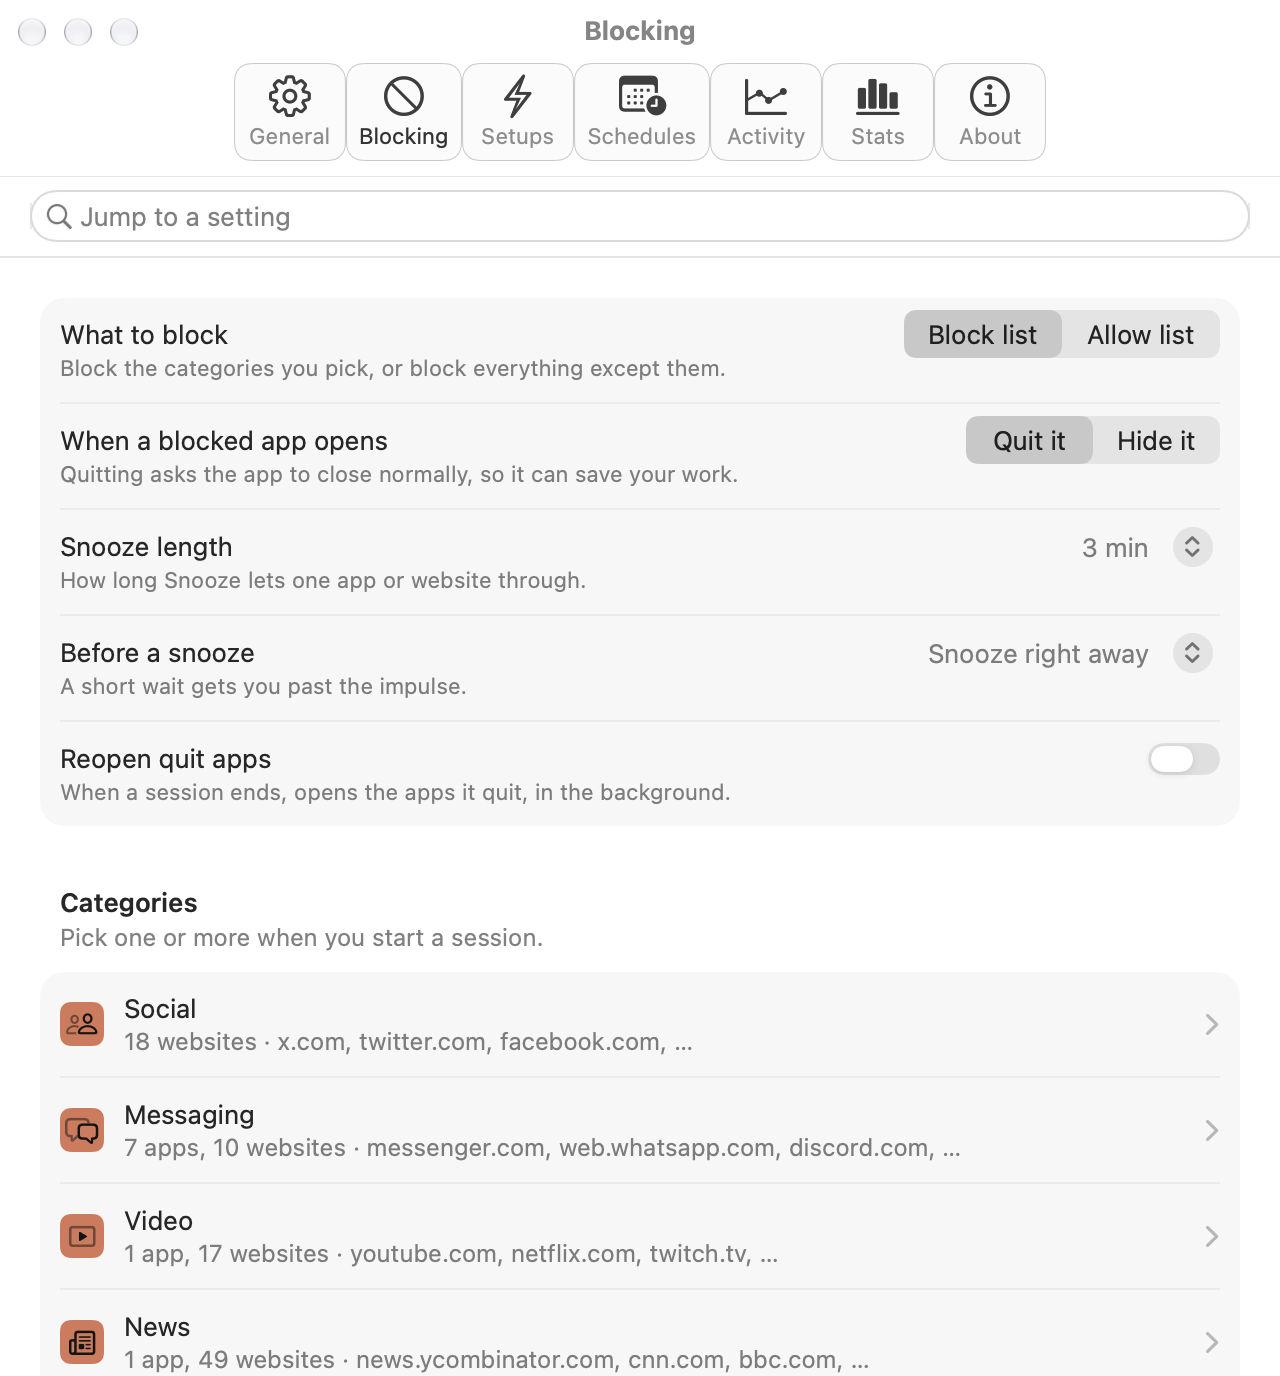 Blocking
General
Blocking
Setups
Schedules
Activity
Stats
About
Jump to a setting
What to block
Block list
Allow list
Block the categories you pick, or block everything except them.
When a blocked app opens
Quit it
Hide it
Quitting asks the app to close normally, so it can save your work.
Snooze length
3 min
How long Snooze lets one app or website through.
Before a snooze
Snooze right away
A short wait gets you past the impulse.
Reopen quit apps
When a session ends, opens the apps it quit, in the background.
Categories
Pick one or more when you start a session.
Social
18 websites · x.com, twitter.com, facebook.com, ...
Messaging
7 apps, 10 websites · messenger.com, web.whatsapp.com, discord.com, ...
Video
1 app, 17 websites · youtube.com, netflix.com, twitch.tv, ...
News
1 app, 49 websites · news.ycombinator.com, cnn.com, bbc.com, ...